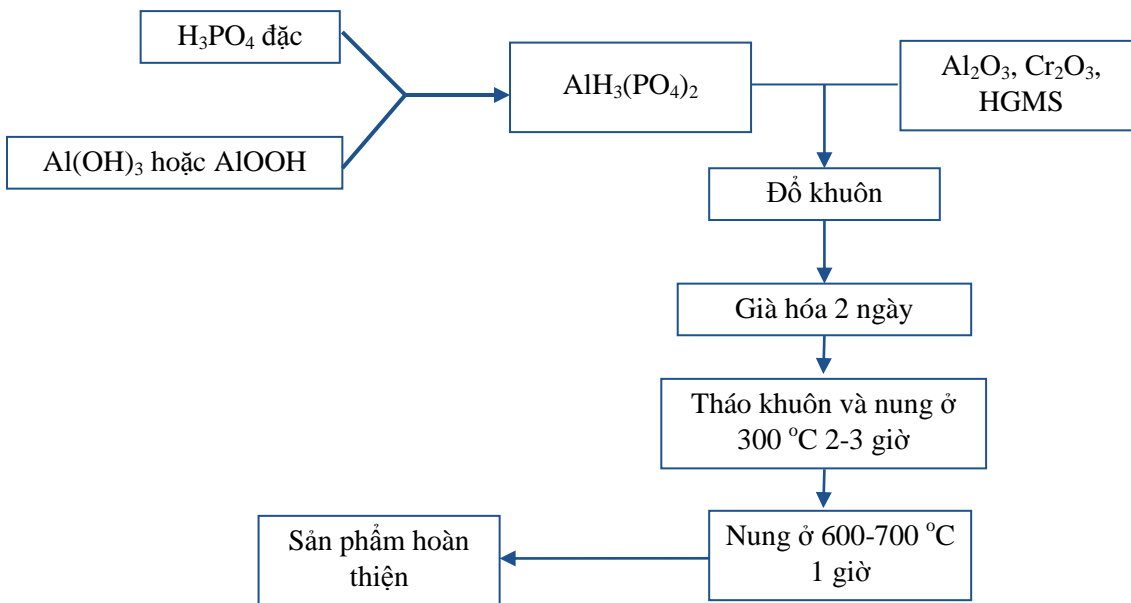 H₃PO₄ đặc
Al(OH)₃ hoặc AlOOH
AlH₃(PO₄)₂
Al₂O₃, Cr₂O₃,
HGMS
Đổ khuôn
Già hóa 2 ngày
Tháo khuôn và nung ở
300 ᵒC 2-3 giờ
Nung ở 600-700 ᵒC
1 giờ
Sản phẩm hoàn
thiện